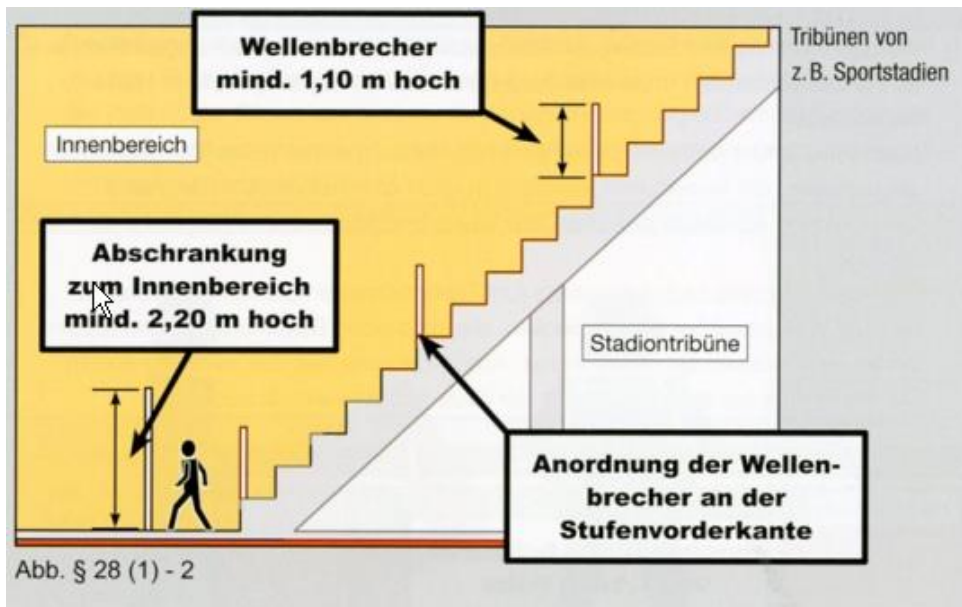 Wellenbrecher
mind. 1,10 m hoch
Tribünen von
z. B. Sportstadien
Innenbereich
Abschrankung
zum Innenbereich
mind. 2,20 m hoch
Stadiontribüne
Anordnung der Wellen-
brecher an der
Stufenvorderkante
Abb. § 28 (1) - 2